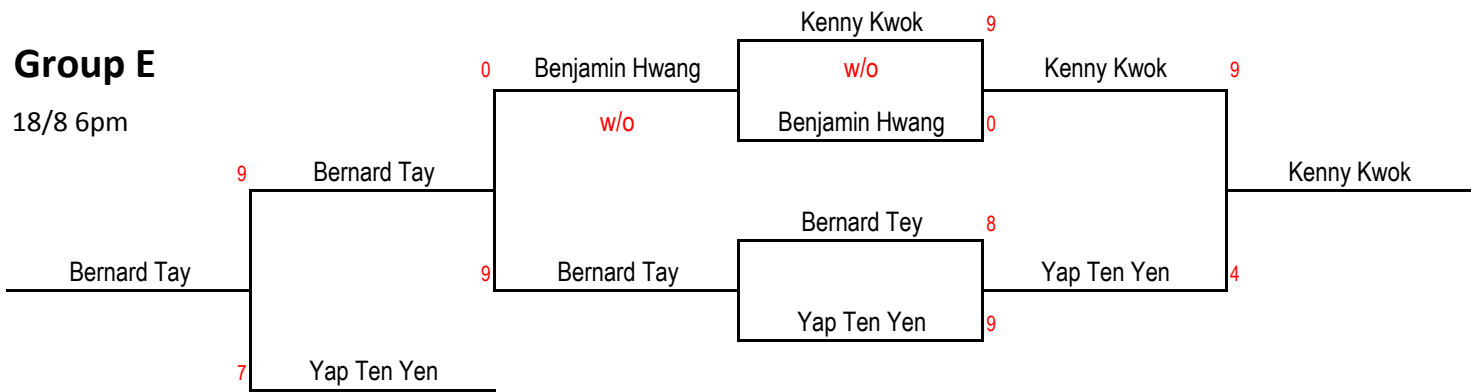 Kenny Kwok 9
Group E
0 Benjamin Hwang w/o Kenny Kwok 9
18/8 6pm
w/o Benjamin Hwang 0
9 Bernard Tay Kenny Kwok
Bernard Tey 8
Bernard Tay 9 Bernard Tay Yap Ten Yen 4
Yap Ten Yen 9
7 Yap Ten Yen